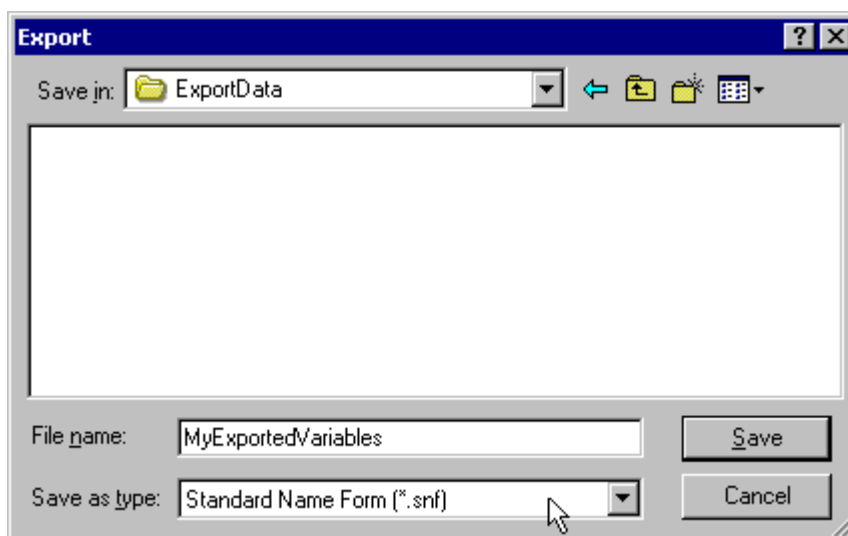 Export
Save in: ExportData
File name: MyExportedVariables Save
Save as type: Standard Name Form (*.snf) Cancel